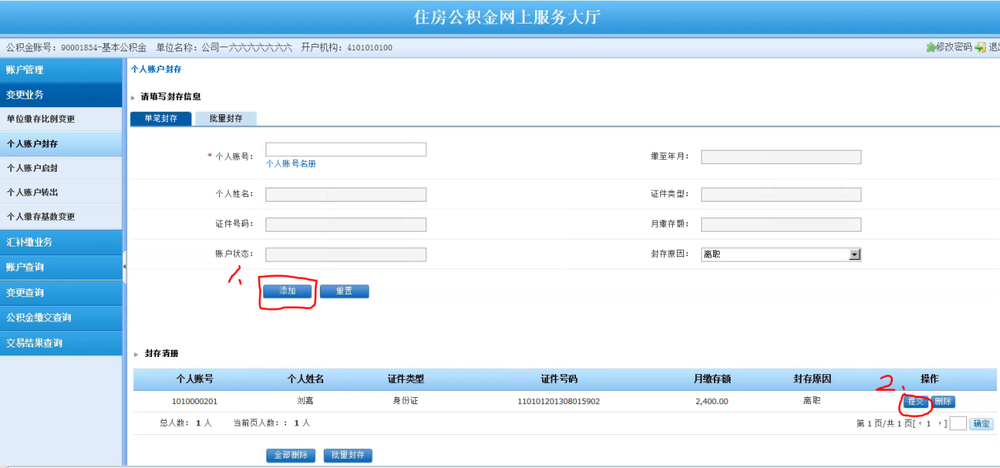 住房公积金网上服务大厅
公积金账号：90001834-基本公积金 单位名称：公司一六六六六六六六 开户机构：4101010100 修改密码 退出
账户管理
变更业务
单位缴存比例变更
个人账户封存
个人账户启封
个人账户转出
个人缴存基数变更
汇补缴业务
账户查询
变更查询
公积金缴交查询
交易结果查询
个人账户封存
请填写封存信息
单笔封存 批量封存
* 个人账号： 缴至年月：
个人账号名册
个人姓名： 证件类型：
证件号码： 月缴存额：
账户状态： 封存原因： 离职
1、
添加 重置
封存清册
个人账号 个人姓名 证件类型 证件号码 月缴存额 封存原因 操作
2、
1010000201 刘嘉 身份证 110101201308015902 2,400.00 离职 提交 删除
总人数： 1 人 当前页人数：： 1 人 第 1 页/共 1 页[ 1 ] 确定
全部删除 批量封存